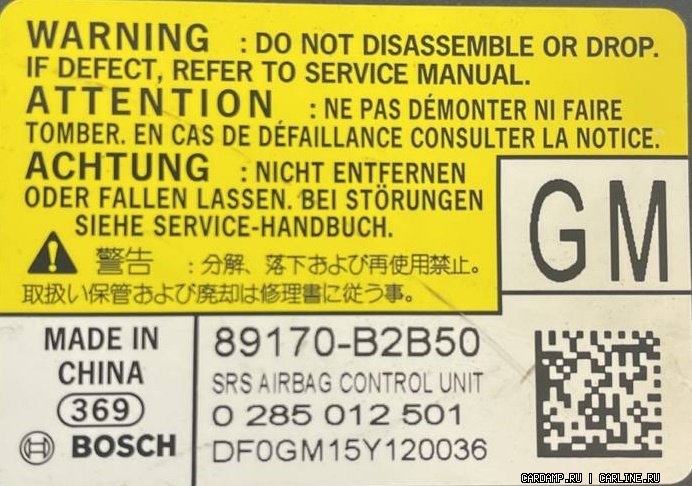 WARNING : DO NOT DISASSEMBLE OR DROP.
IF DEFECT, REFER TO SERVICE MANUAL.
ATTENTION : NE PAS DÉMONTER NI FAIRE
TOMBER. EN CAS DE DÉFAILLANCE CONSULTER LA NOTICE.
ACHTUNG : NICHT ENTFERNEN
ODER FALLEN LASSEN. BEI STÖRUNGEN
SIEHE SERVICE-HANDBUCH.
警告 : 分解、落下および再使用禁止。
取扱い保管および廃却は修理書に従う事。
GM
MADE IN
CHINA
369
BOSCH
89170-B2B50
SRS AIRBAG CONTROL UNIT
0 285 012 501
DF0GM15Y120036
CARDAMP.RU | CARLINE.RU